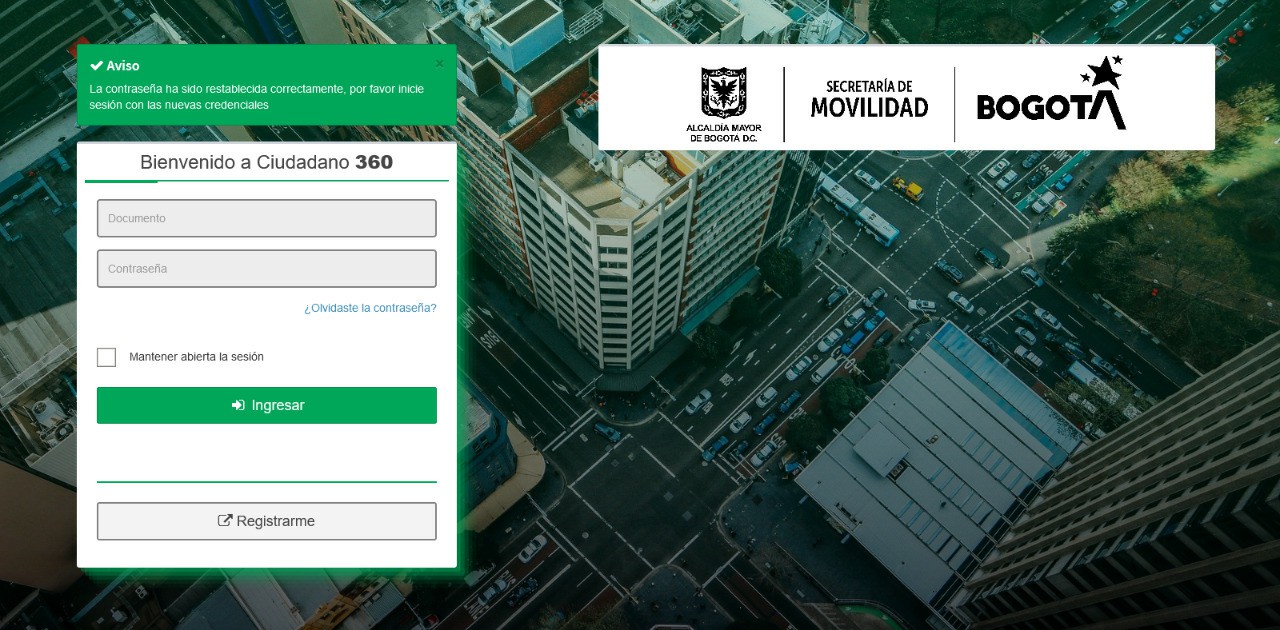 Aviso
×
La contraseña ha sido restablecida correctamente, por favor inicie
sesión con las nuevas credenciales
Bienvenido a Ciudadano 360
Documento
Contraseña
¿Olvidaste la contraseña?
Mantener abierta la sesión
Ingresar
Registrarme
ALCALDÍA MAYOR
DE BOGOTÁ D.C.
SECRETARÍA DE
MOVILIDAD
BOGOTÁ